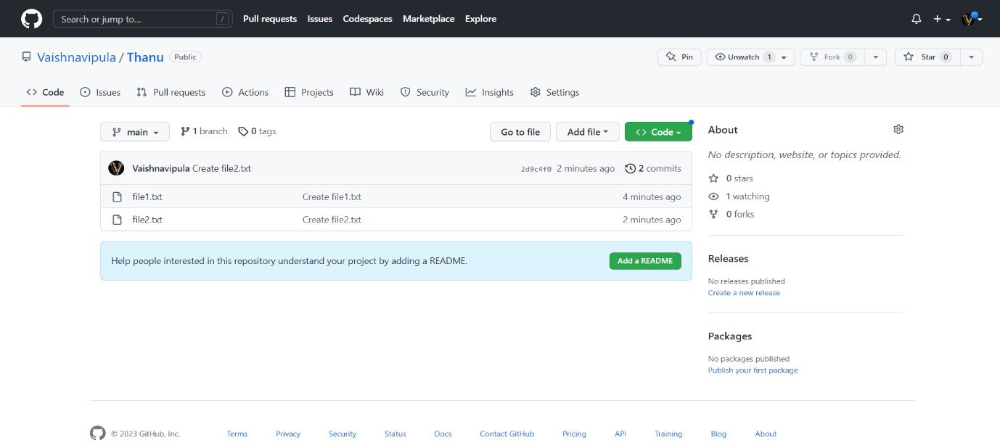 Search or jump to... / Pull requests Issues Codespaces Marketplace Explore
Vaishnavipula / Thanu Public Pin Unwatch 1 Fork 0 Star 0
Code Issues Pull requests Actions Projects Wiki Security Insights Settings
main 1 branch 0 tags Go to file Add file Code
Vaishnavipula Create file2.txt 2d9c4f0 2 minutes ago 2 commits
file1.txt Create file1.txt 4 minutes ago
file2.txt Create file2.txt 2 minutes ago
Help people interested in this repository understand your project by adding a README. Add a README
About
No description, website, or topics provided.
0 stars
1 watching
0 forks
Releases
No releases published
Create a new release
Packages
No packages published
Publish your first package
© 2023 GitHub, Inc. Terms Privacy Security Status Docs Contact GitHub Pricing API Training Blog About